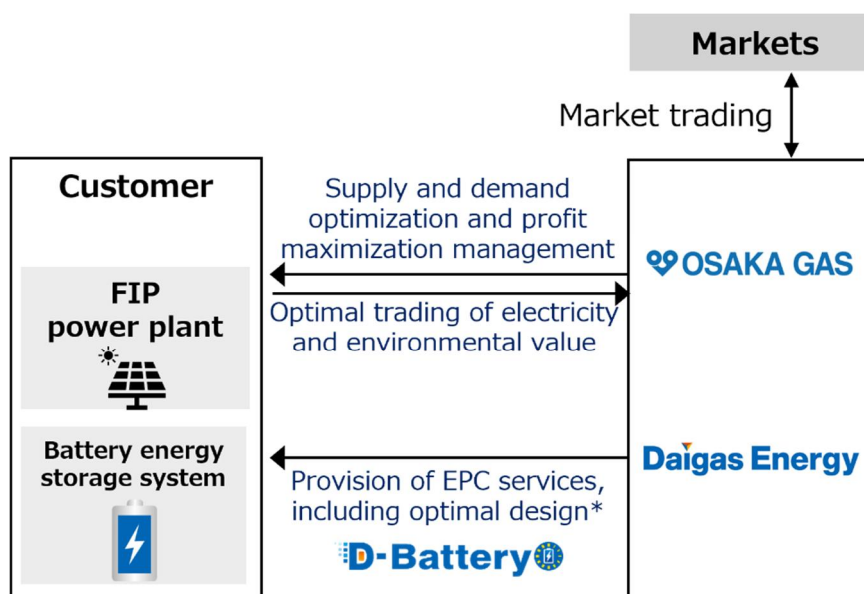 Markets
Market trading
Customer
Supply and demand
optimization and profit
maximization management
OSAKA GAS
FIP
power plant
Optimal trading of electricity
and environmental value
Battery energy
storage system
Daigas Energy
Provision of EPC services,
including optimal design*
D-Battery